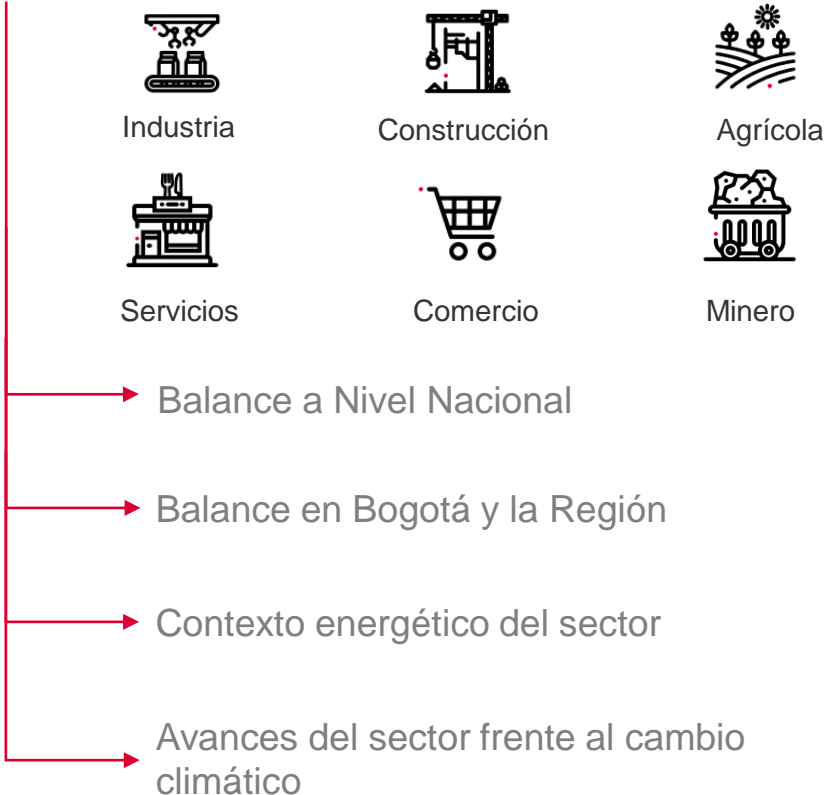 Industria
Construcción
Agrícola
Servicios
Comercio
Minero
Balance a Nivel Nacional
Balance en Bogotá y la Región
Contexto energético del sector
Avances del sector frente al cambio
climático